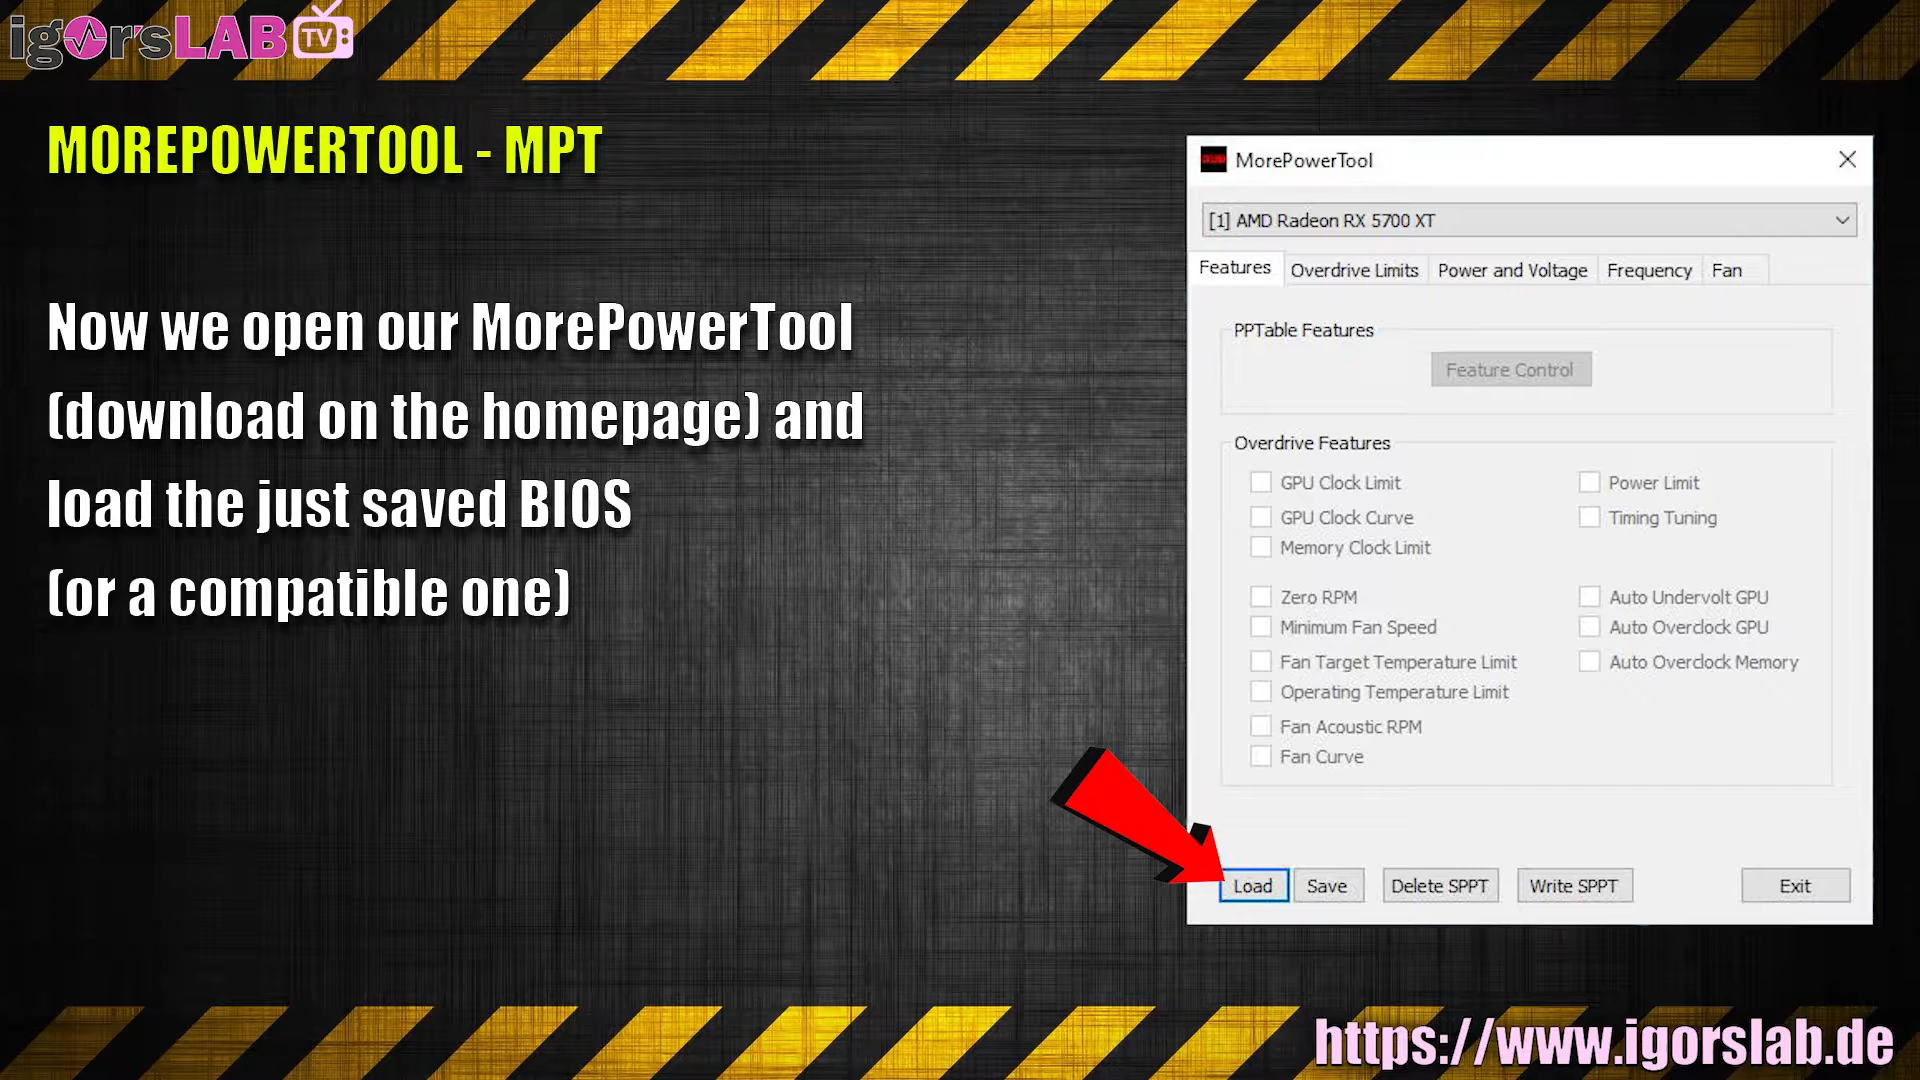 igor'sLAB TV
MOREPOWERTOOL - MPT
Now we open our MorePowerTool
(download on the homepage) and
load the just saved BIOS
(or a compatible one)
MorePowerTool
[1] AMD Radeon RX 5700 XT
Features Overdrive Limits Power and Voltage Frequency Fan
PPTable Features
Feature Control
Overdrive Features
GPU Clock Limit Power Limit
GPU Clock Curve Timing Tuning
Memory Clock Limit
Zero RPM Auto Undervolt GPU
Minimum Fan Speed Auto Overclock GPU
Fan Target Temperature Limit Auto Overclock Memory
Operating Temperature Limit
Fan Acoustic RPM
Fan Curve
Load Save Delete SPPT Write SPPT Exit
https://www.igorslab.de